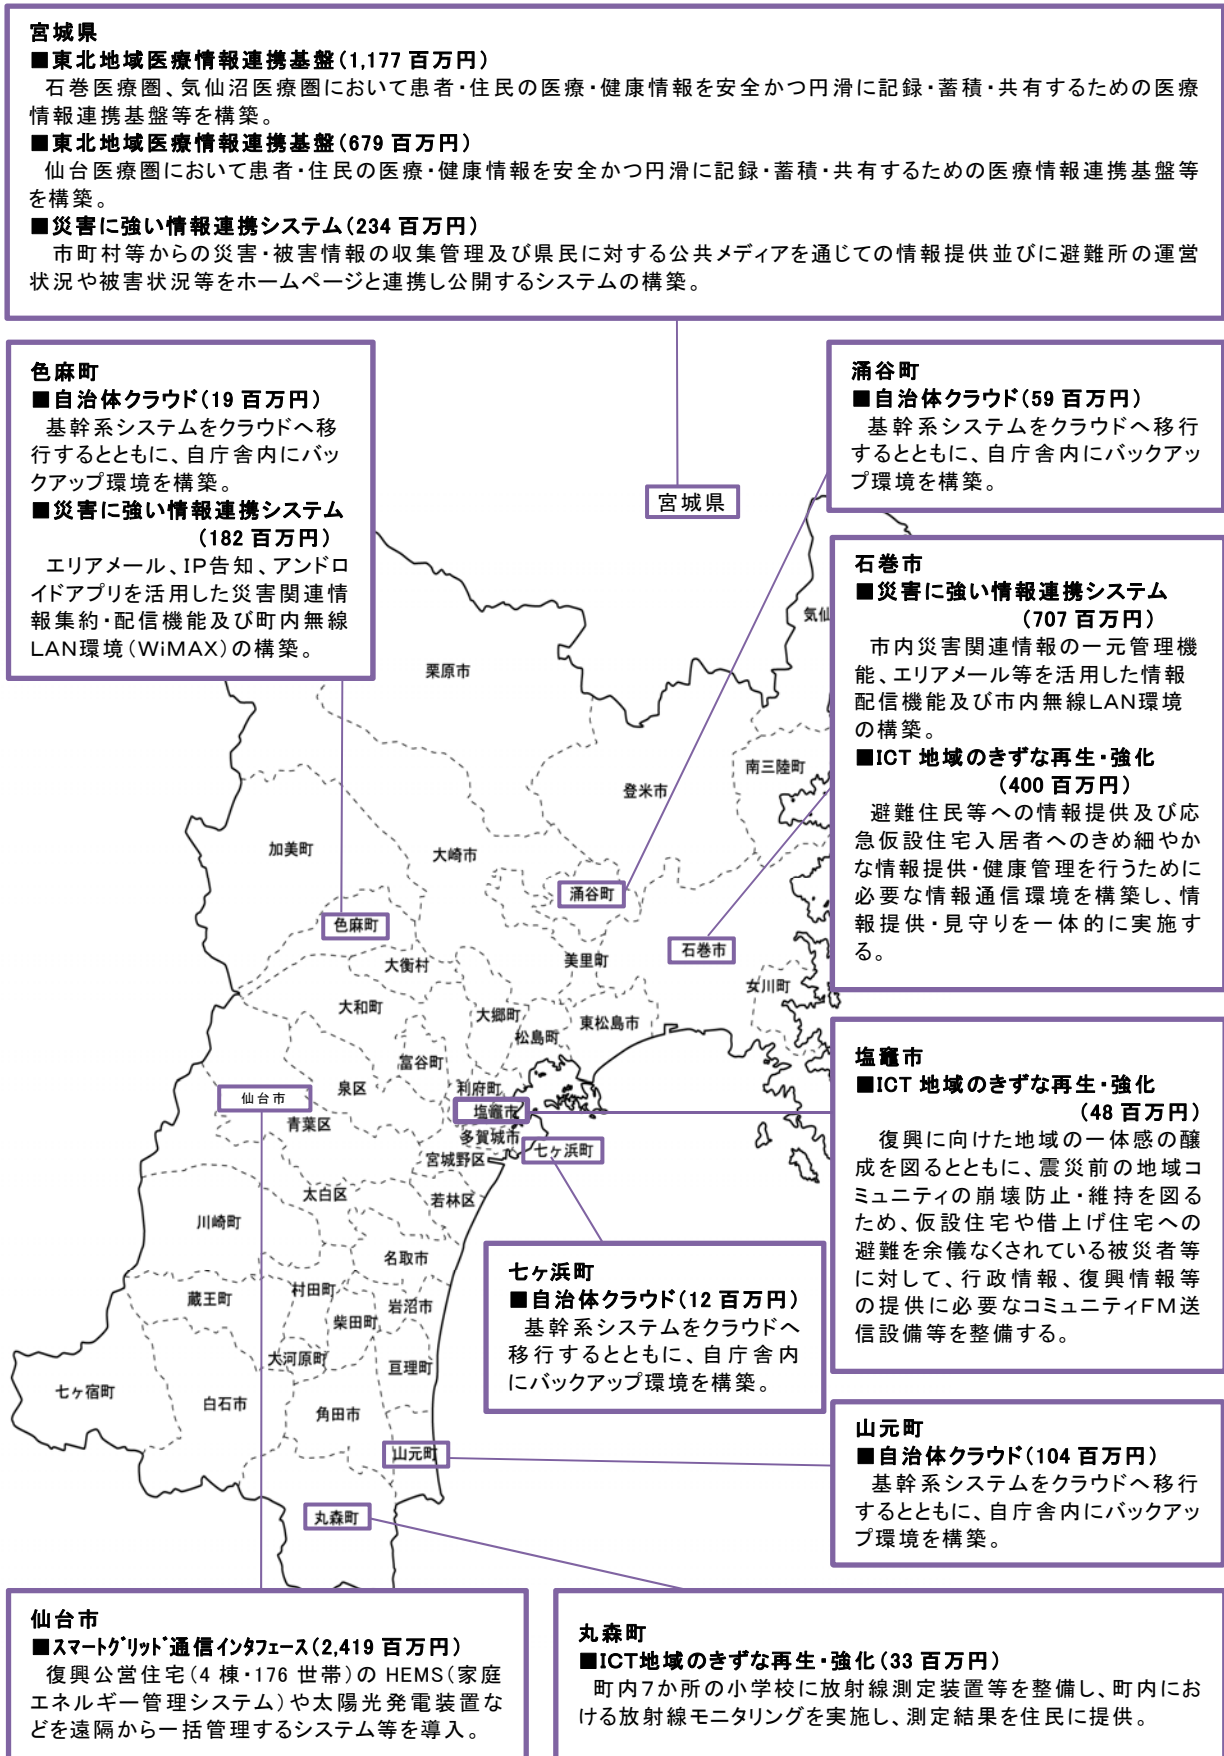 宮城県
■東北地域医療情報連携基盤(1,177 百万円)
石巻医療圏、気仙沼医療圏において患者・住民の医療・健康情報を安全かつ円滑に記録・蓄積・共有するための医療
情報連携基盤等を構築。
■東北地域医療情報連携基盤(679 百万円)
仙台医療圏において患者・住民の医療・健康情報を安全かつ円滑に記録・蓄積・共有するための医療情報連携基盤等
を構築。
■災害に強い情報連携システム(234 百万円)
市町村等からの災害・被害情報の収集管理及び県民に対する公共メディアを通じての情報提供並びに避難所の運営
状況や被害状況等をホームページと連携し公開するシステムの構築。
色麻町
■自治体クラウド(19 百万円)
基幹系システムをクラウドへ移
行するとともに、自庁舎内にバッ
クアップ環境を構築。
■災害に強い情報連携システム
(182 百万円)
エリアメール、IP告知、アンドロ
イドアプリを活用した災害関連情
報集約・配信機能及び町内無線
LAN環境(WiMAX)の構築。
涌谷町
■自治体クラウド(59 百万円)
基幹系システムをクラウドへ移行
するとともに、自庁舎内にバックアッ
プ環境を構築。
宮城県
石巻市
■災害に強い情報連携システム
(707 百万円)
市内災害関連情報の一元管理機
能、エリアメール等を活用した情報
配信機能及び市内無線LAN環境
の構築。
■ICT 地域のきずな再生・強化
(400 百万円)
避難住民等への情報提供及び応
急仮設住宅入居者へのきめ細やか
な情報提供・健康管理を行うために
必要な情報通信環境を構築し、情
報提供・見守りを一体的に実施す
る。
気仙
栗原市
南三陸町
登米市
加美町
大崎市
涌谷町
色麻町
石巻市
大衡村
美里町
女川町
大和町
大郷町
東松島市
松島町
富谷町
泉区
利府町
仙台市
塩竈市
青葉区
多賀城市
七ヶ浜町
宮城野区
太白区
若林区
川崎町
名取市
村田町
蔵王町
岩沼市
柴田町
大河原町
亘理町
七ヶ宿町
白石市
角田市
山元町
丸森町
塩竈市
■ICT 地域のきずな再生・強化
(48 百万円)
復興に向けた地域の一体感の醸
成を図るとともに、震災前の地域コ
ミュニティの崩壊防止・維持を図る
ため、仮設住宅や借上げ住宅への
避難を余儀なくされている被災者等
に対して、行政情報、復興情報等
の提供に必要なコミュニティFM送
信設備等を整備する。
七ヶ浜町
■自治体クラウド(12 百万円)
基幹系システムをクラウドへ
移行するとともに、自庁舎内
にバックアップ環境を構築。
山元町
■自治体クラウド(104 百万円)
基幹系システムをクラウドへ移行
するとともに、自庁舎内にバックアッ
プ環境を構築。
仙台市
■スマートグリッド通信インタフェース(2,419 百万円)
復興公営住宅(4 棟・176 世帯)の HEMS(家庭
エネルギー管理システム)や太陽光発電装置な
どを遠隔から一括管理するシステム等を導入。
丸森町
■ICT地域のきずな再生・強化(33 百万円)
町内7か所の小学校に放射線測定装置等を整備し、町内にお
ける放射線モニタリングを実施し、測定結果を住民に提供。